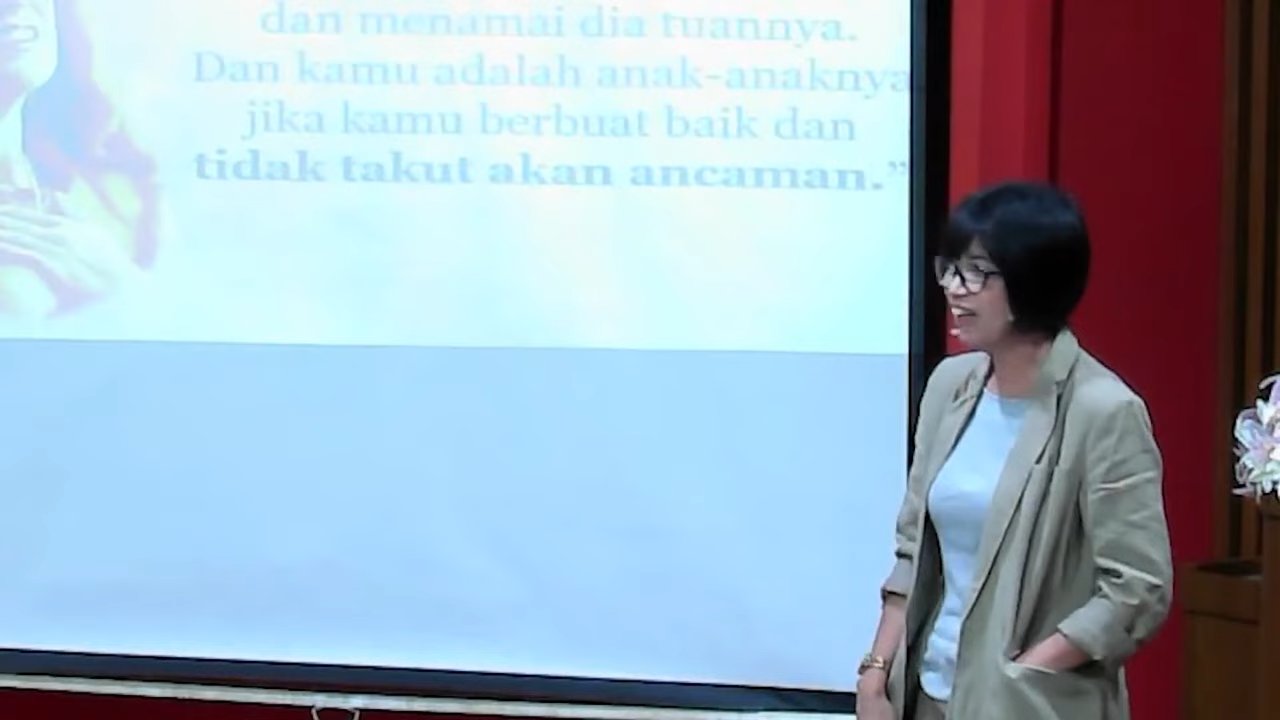 dan menamai dia tuannya.
Dan kamu adalah anak-anaknya
jika kamu berbuat baik dan
tidak takut akan ancaman.”